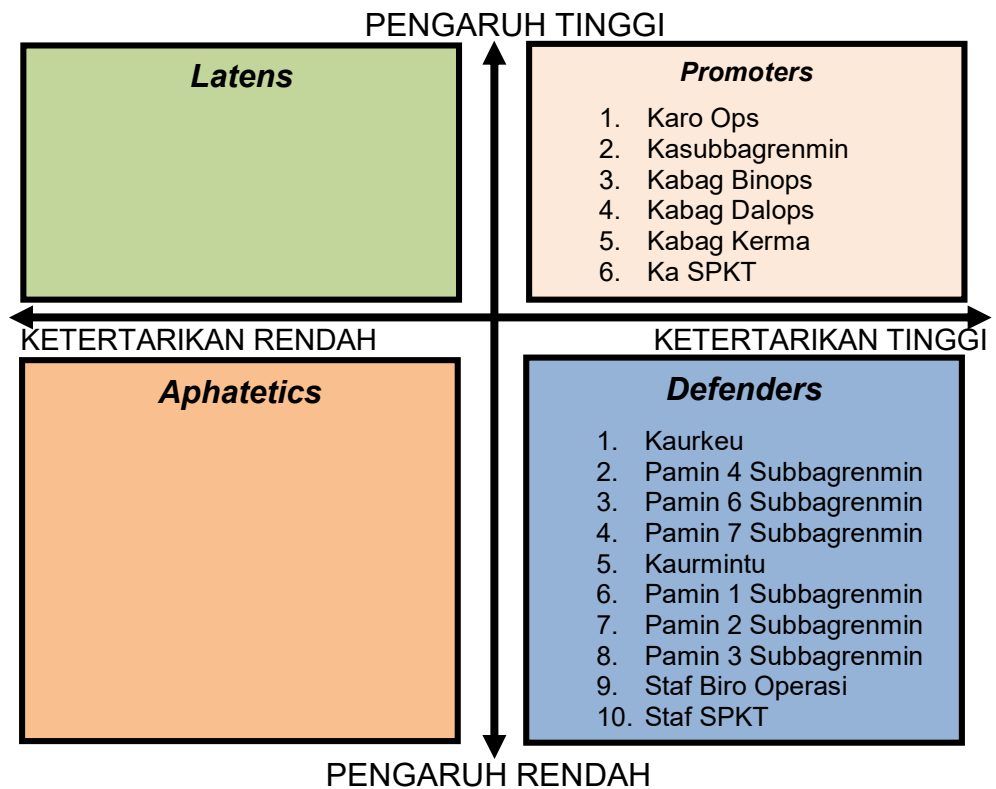 PENGARUH TINGGI
Latens
Promoters
1. Karo Ops
2. Kasubbagrenmin
3. Kabag Binops
4. Kabag Dalops
5. Kabag Kerma
6. Ka SPKT
KETERTARIKAN RENDAH
KETERTARIKAN TINGGI
Aphatetics
Defenders
1. Kaurkeu
2. Pamin 4 Subbagrenmin
3. Pamin 6 Subbagrenmin
4. Pamin 7 Subbagrenmin
5. Kaurmintu
6. Pamin 1 Subbagrenmin
7. Pamin 2 Subbagrenmin
8. Pamin 3 Subbagrenmin
9. Staf Biro Operasi
10. Staf SPKT
PENGARUH RENDAH